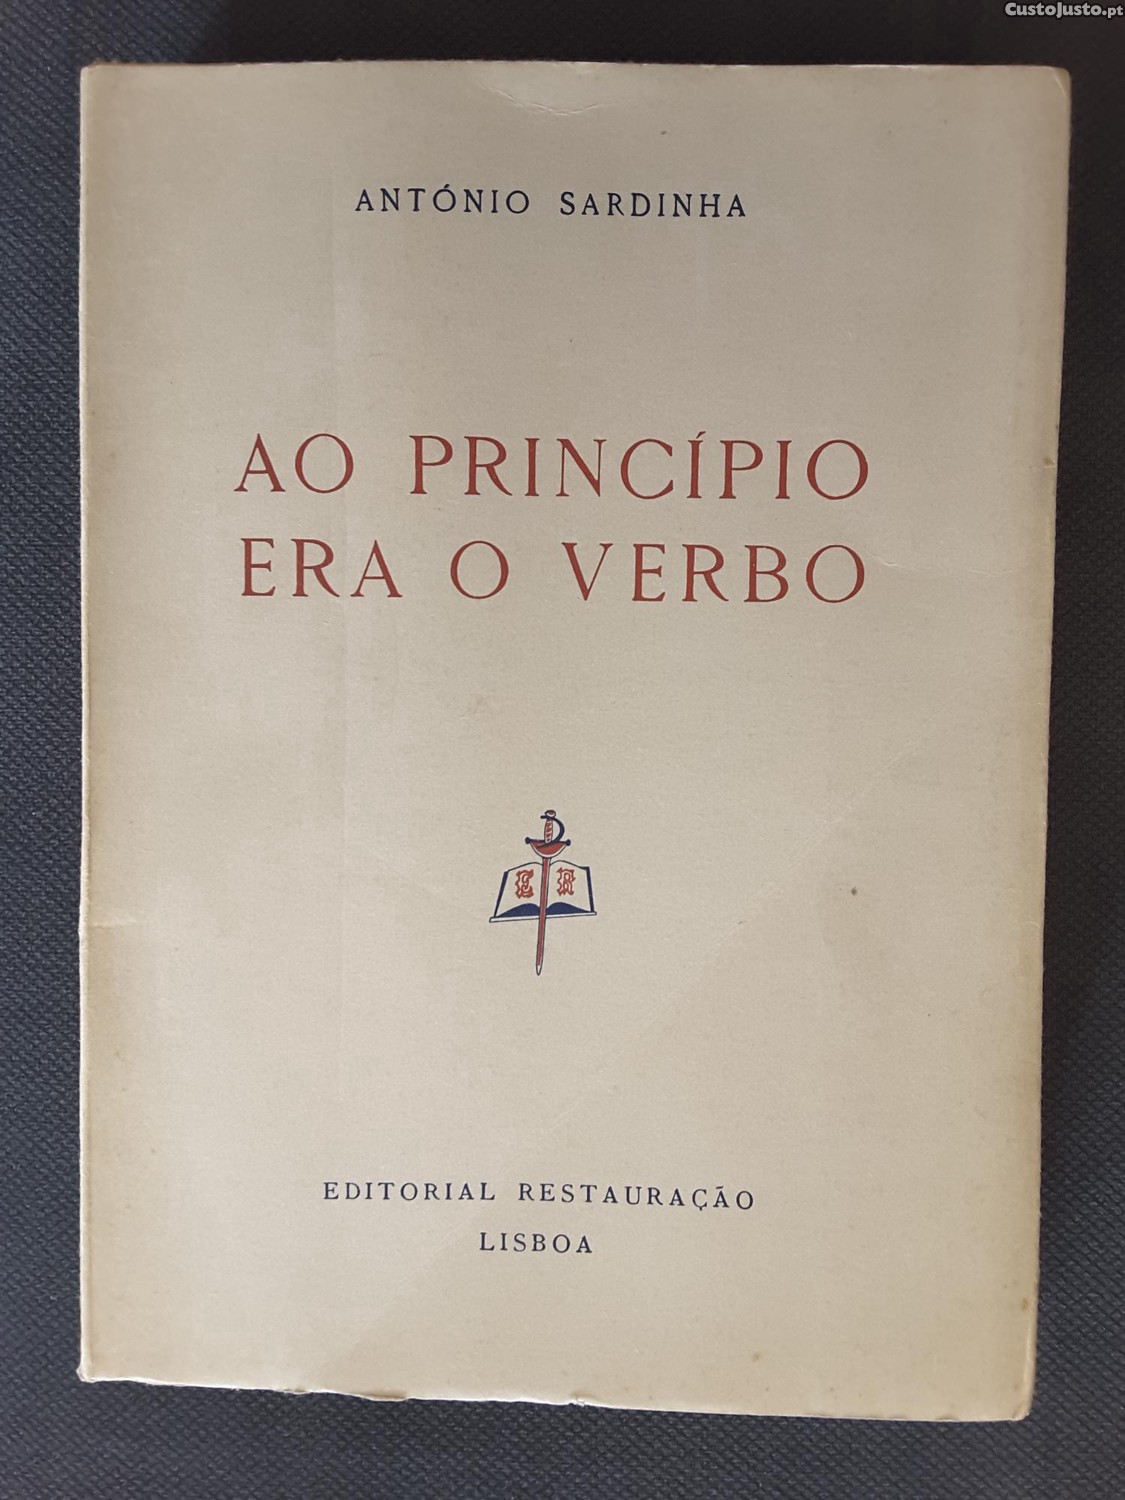 CustoJusto.pt
ANTÓNIO SARDINHA
AO PRINCÍPIO
ERA O VERBO
E R
EDITORIAL RESTAURAÇÃO
LISBOA